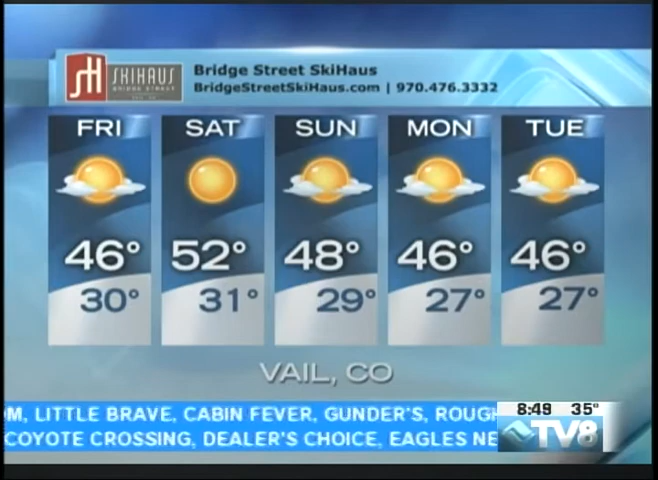 SH SKIHAUS
BRIDGE STREET
Bridge Street SkiHaus
BridgeStreetSkiHaus.com | 970.476.3332
FRI SAT SUN MON TUE
46° 52° 48° 46° 46°
30° 31° 29° 27° 27°
VAIL, CO
LITTLE BRAVE, CABIN FEVER, GUNDER'S, ROUGH
COYOTE CROSSING, DEALER'S CHOICE, EAGLES NE
8:49 35°
TV8